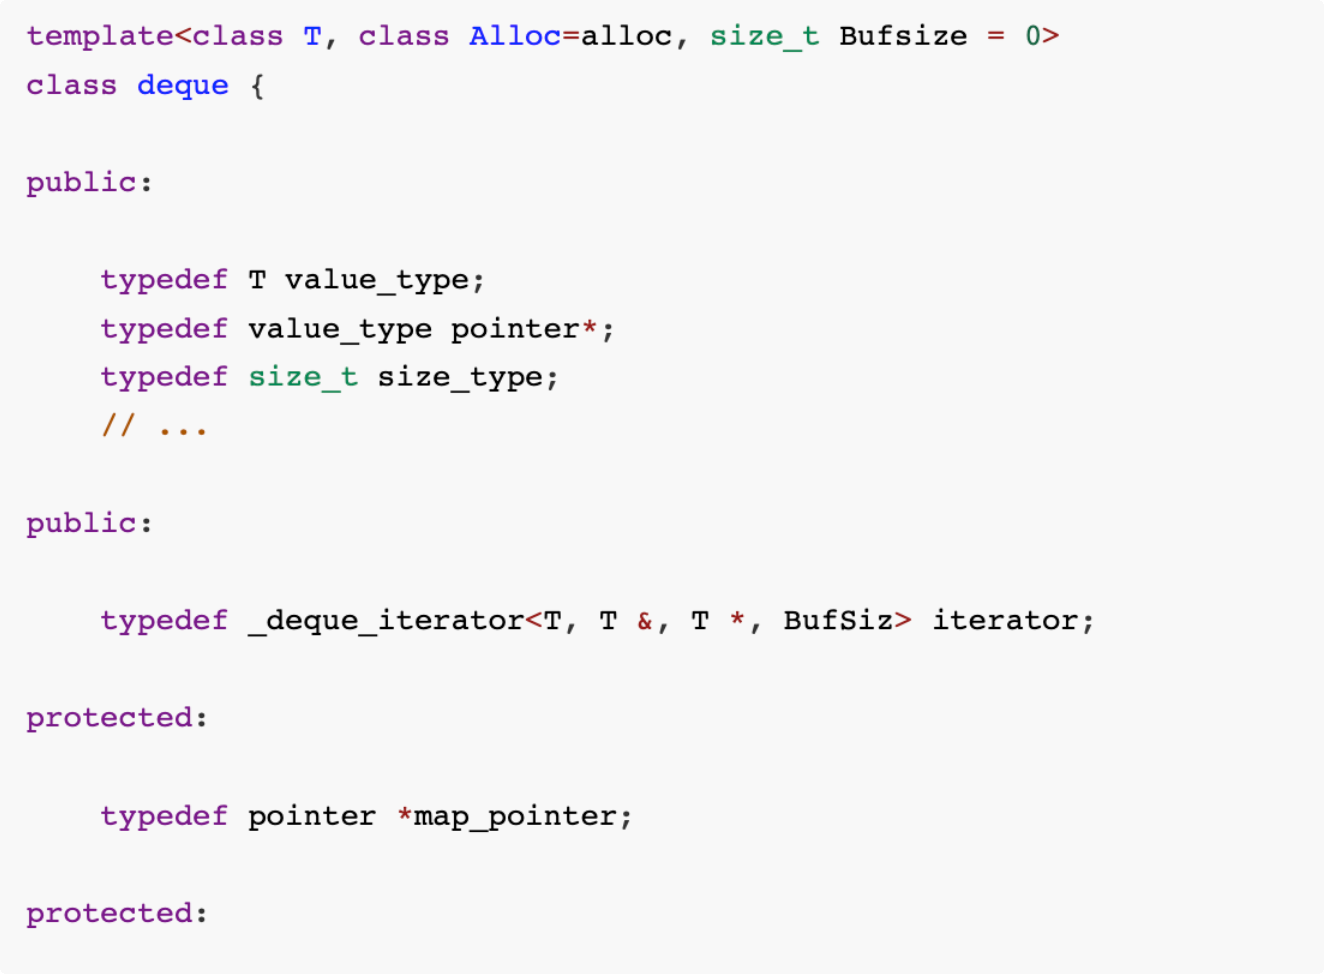 template<class T, class Alloc=alloc, size_t Bufsize = 0>
class deque {
public:
    typedef T value_type;
    typedef value_type pointer*;
    typedef size_t size_type;
    // ...
public:
    typedef _deque_iterator<T, T &, T *, BufSiz> iterator;
protected:
    typedef pointer *map_pointer;
protected: